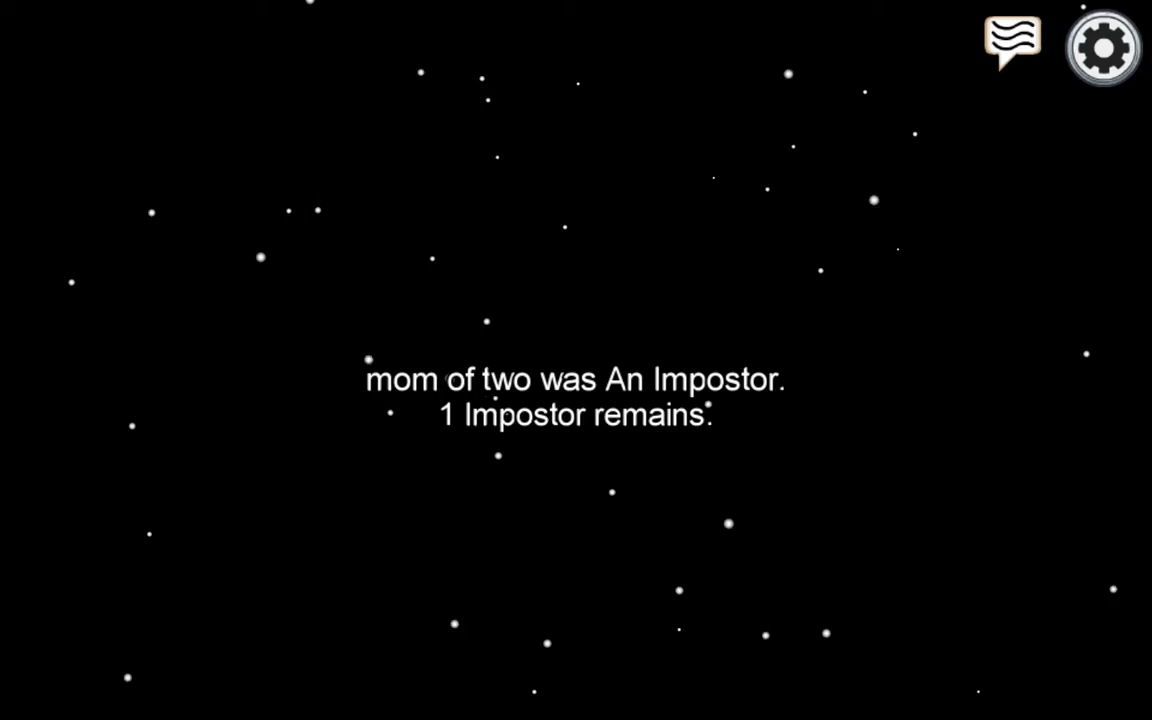 mom of two was An Impostor.
1 Impostor remains.